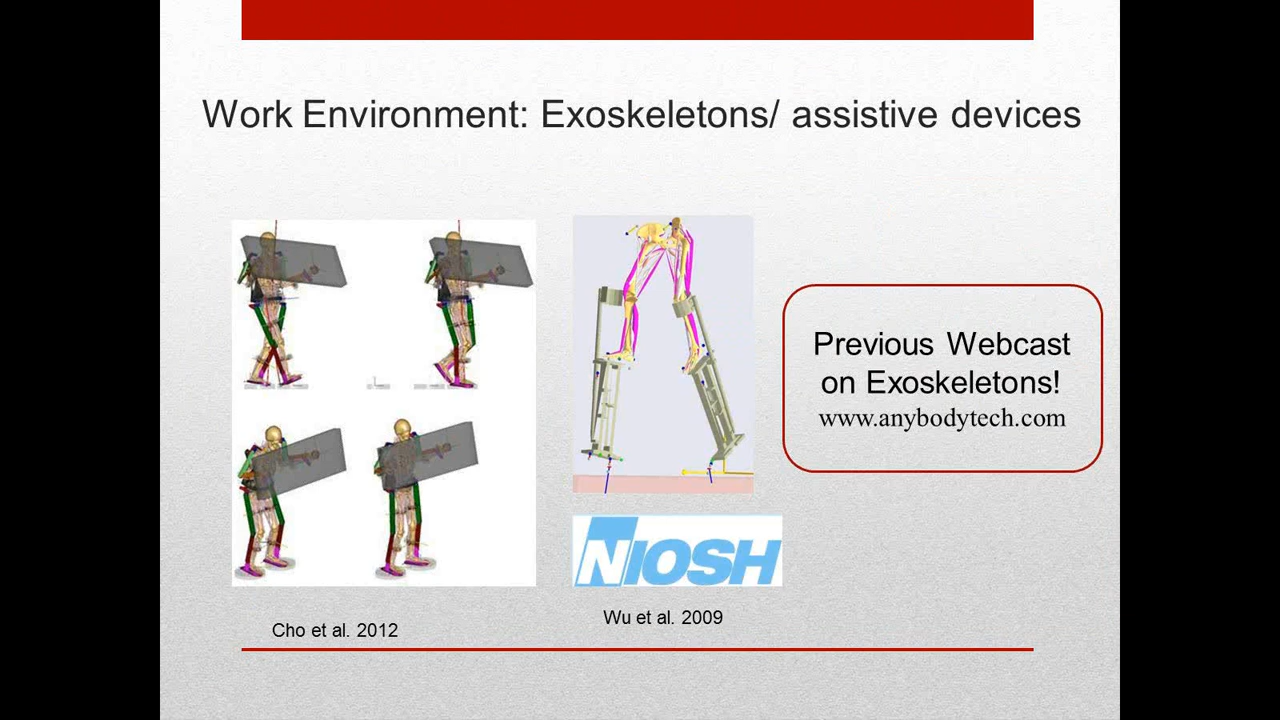 Work Environment: Exoskeletons/ assistive devices
Previous Webcast
on Exoskeletons!
www.anybodytech.com
NIOSH
Wu et al. 2009
Cho et al. 2012